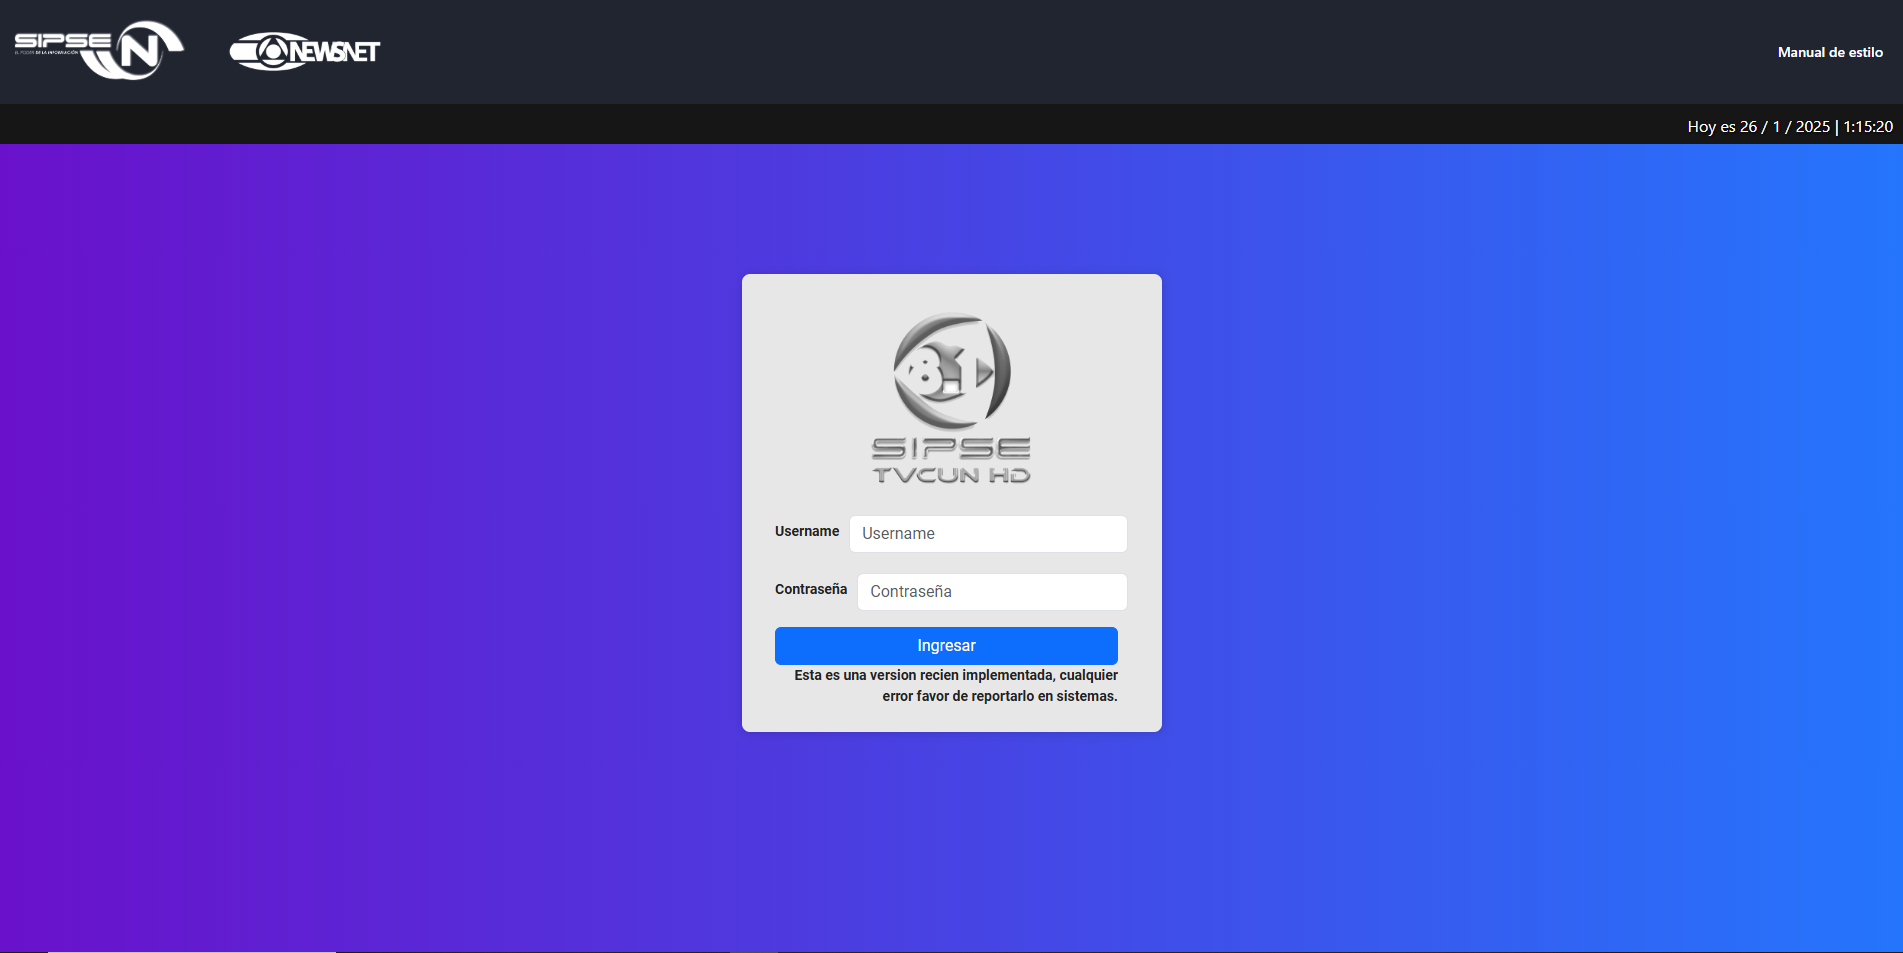 SIPSE
EL PODER DE LA INFORMACIÓN
N
NEWSNET
Manual de estilo
Hoy es 26 / 1 / 2025 | 1:15:20
8.1
SIPSE
TVCUN HD
Username Username
Contraseña Contraseña
Ingresar
Esta es una version recien implementada, cualquier
error favor de reportarlo en sistemas.